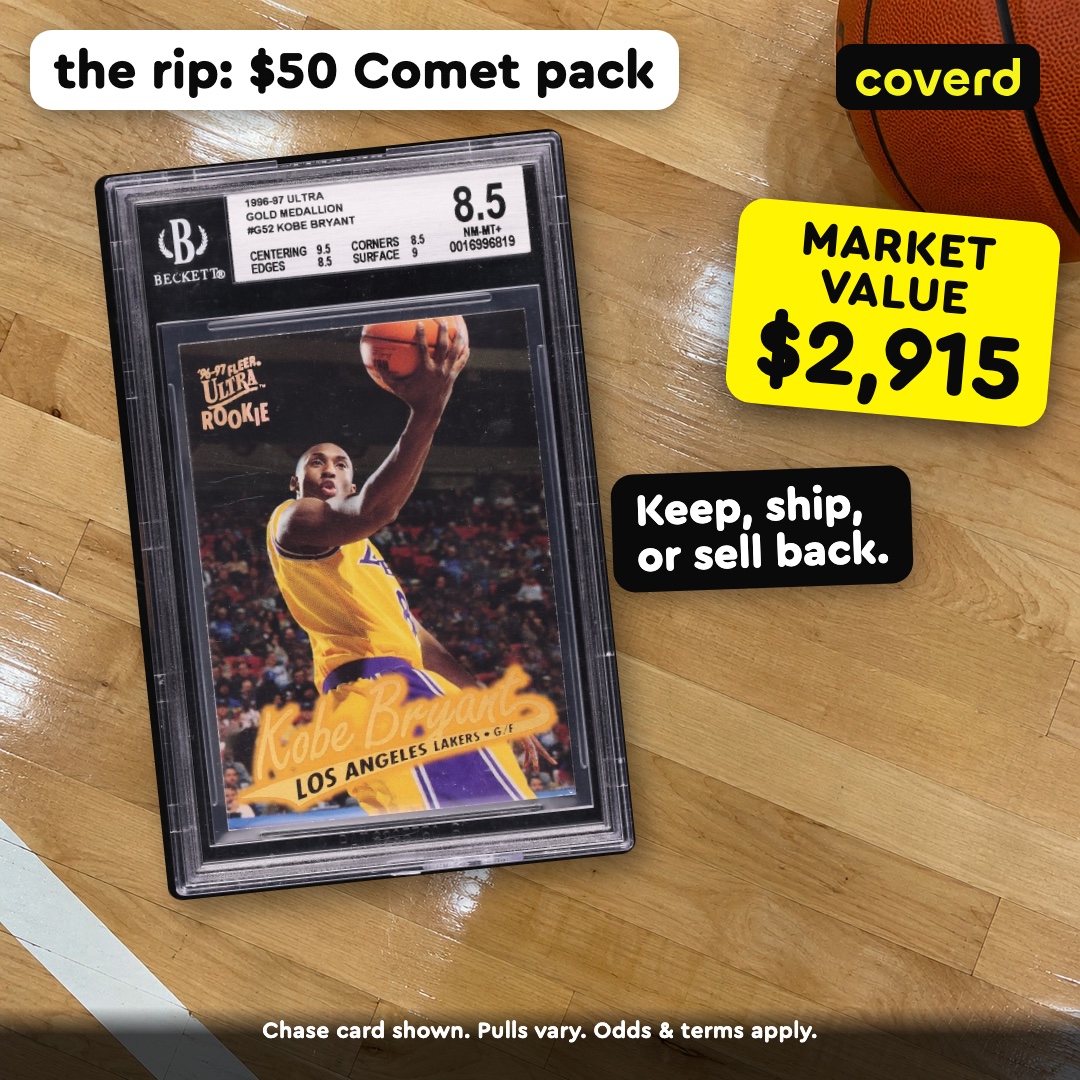 the rip: $50 Comet pack
coverd
1996-97 ULTRA
GOLD MEDALLION
#G52 KOBE BRYANT
8.5
NM-MT+
0016996819
CENTERING 9.5 CORNERS 8.5
EDGES 8.5 SURFACE 9
B
BECKETT®
MARKET
VALUE
$2,915
'96-'97 FLEER®
ULTRA™
ROOKIE
Keep, ship,
or sell back.
Kobe Bryant
LOS ANGELES LAKERS • G/F
Chase card shown. Pulls vary. Odds & terms apply.